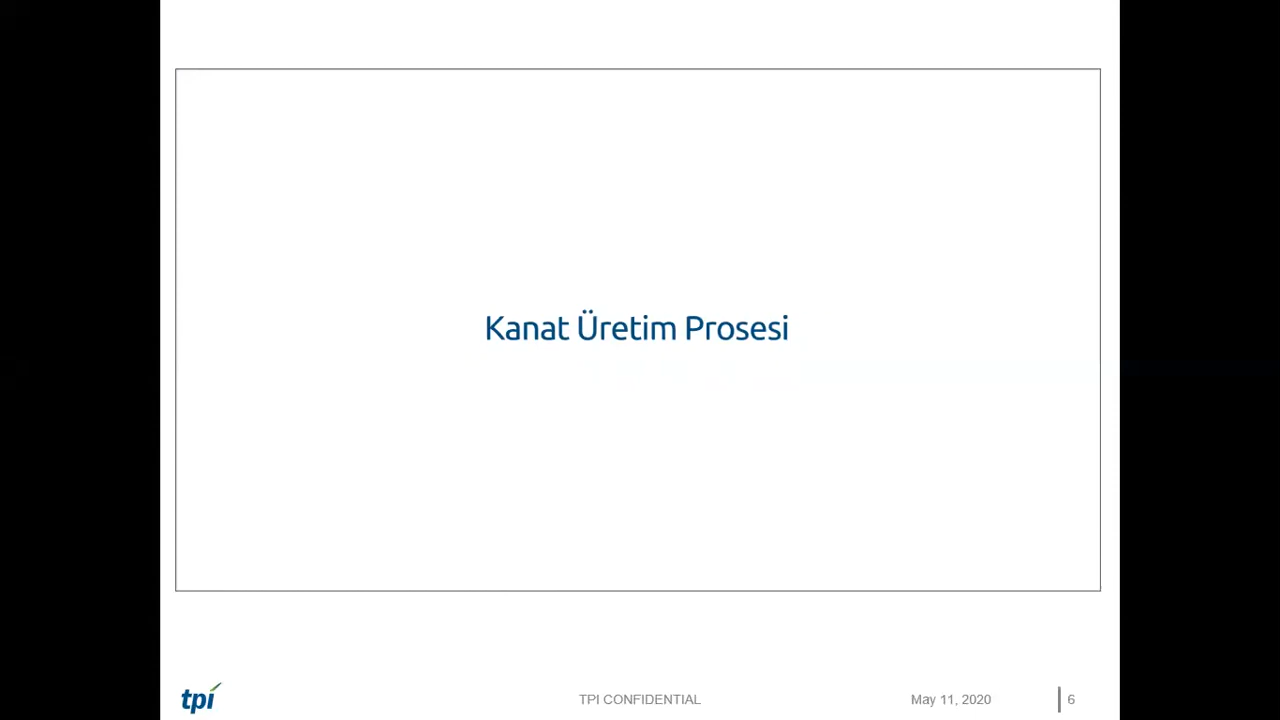 Kanat Üretim Prosesi
tpi
TPI CONFIDENTIAL
May 11, 2020
6